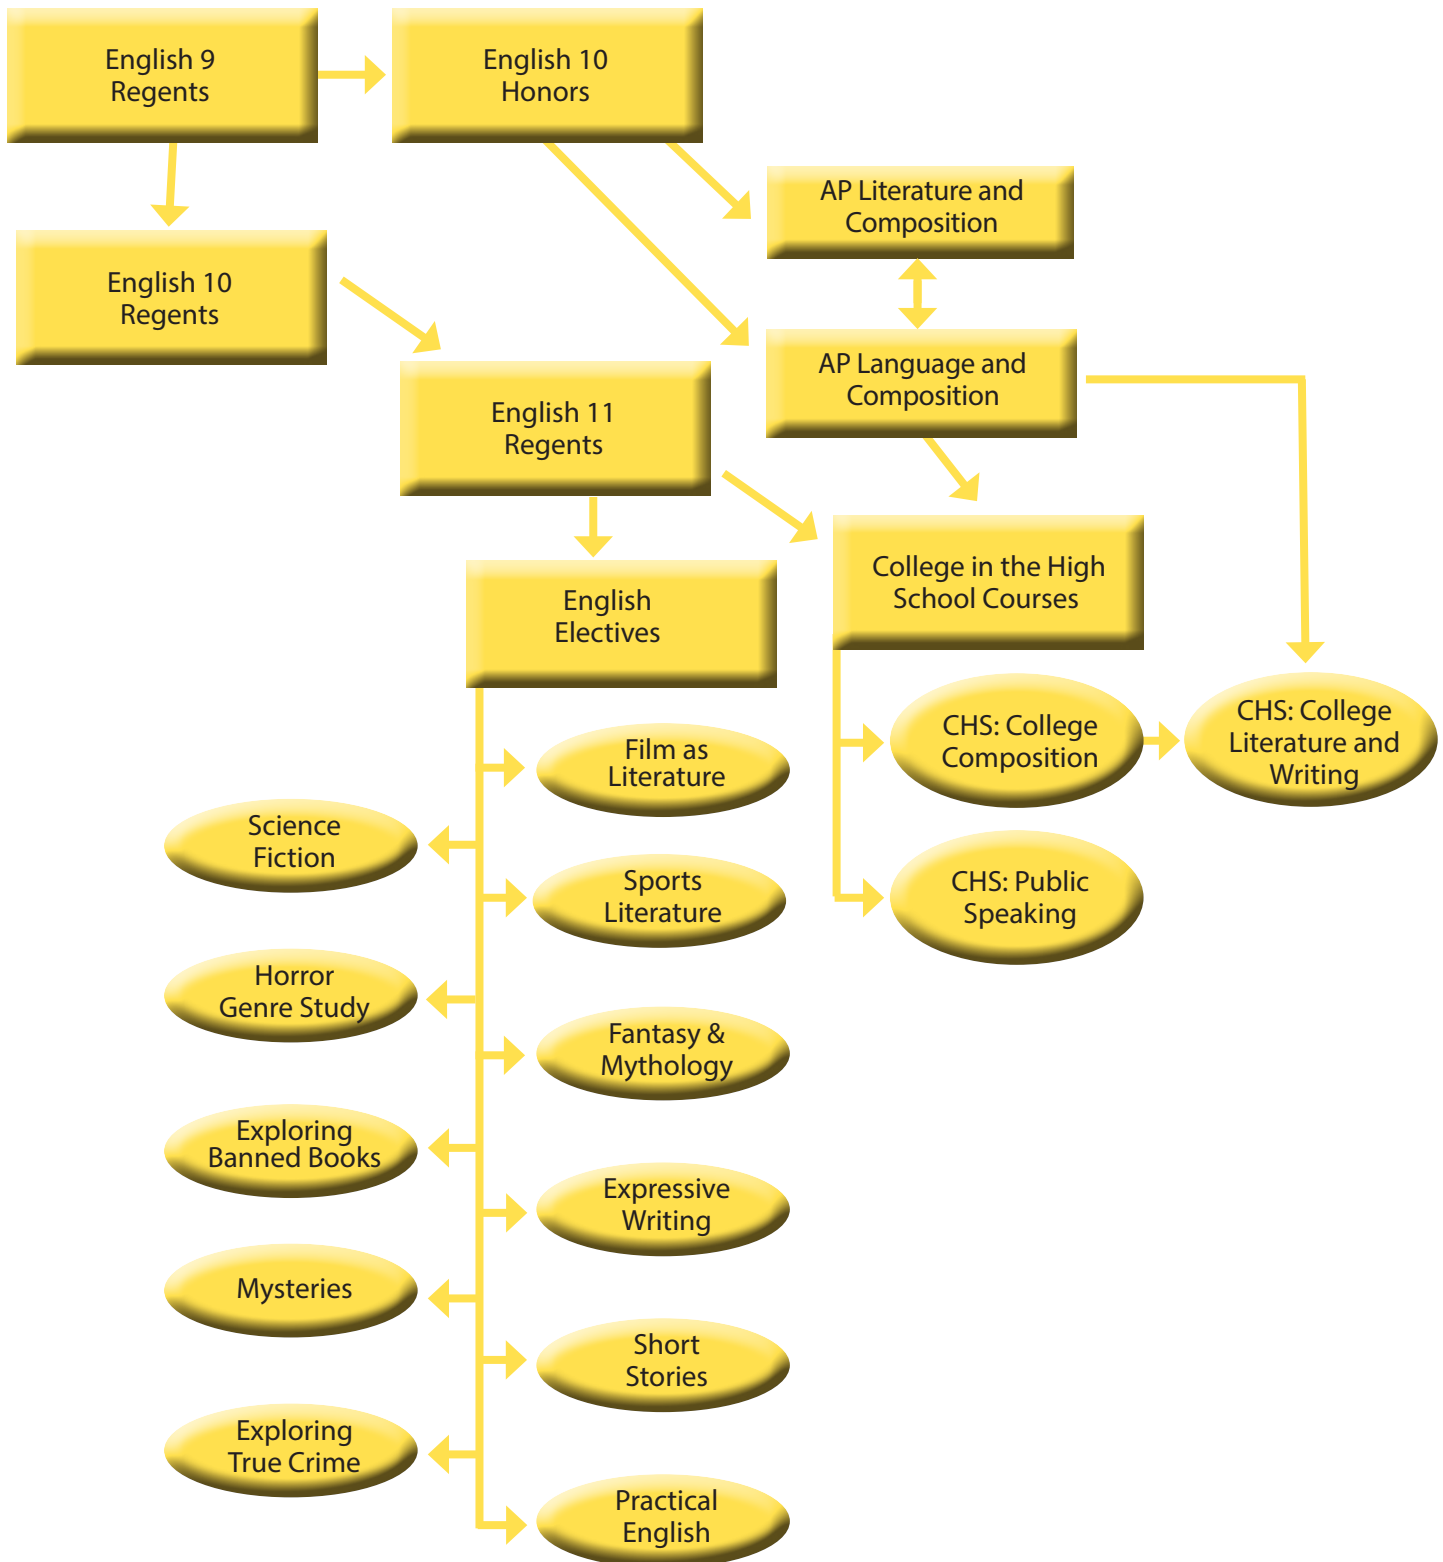 English 9
Regents
English 10
Honors
AP Literature and
Composition
English 10
Regents
AP Language and
Composition
English 11
Regents
College in the High
School Courses
English
Electives
CHS: College
Composition
CHS: College
Literature and
Writing
Film as
Literature
Science
Fiction
Sports
Literature
CHS: Public
Speaking
Horror
Genre Study
Fantasy &
Mythology
Exploring
Banned Books
Expressive
Writing
Mysteries
Short
Stories
Exploring
True Crime
Practical
English